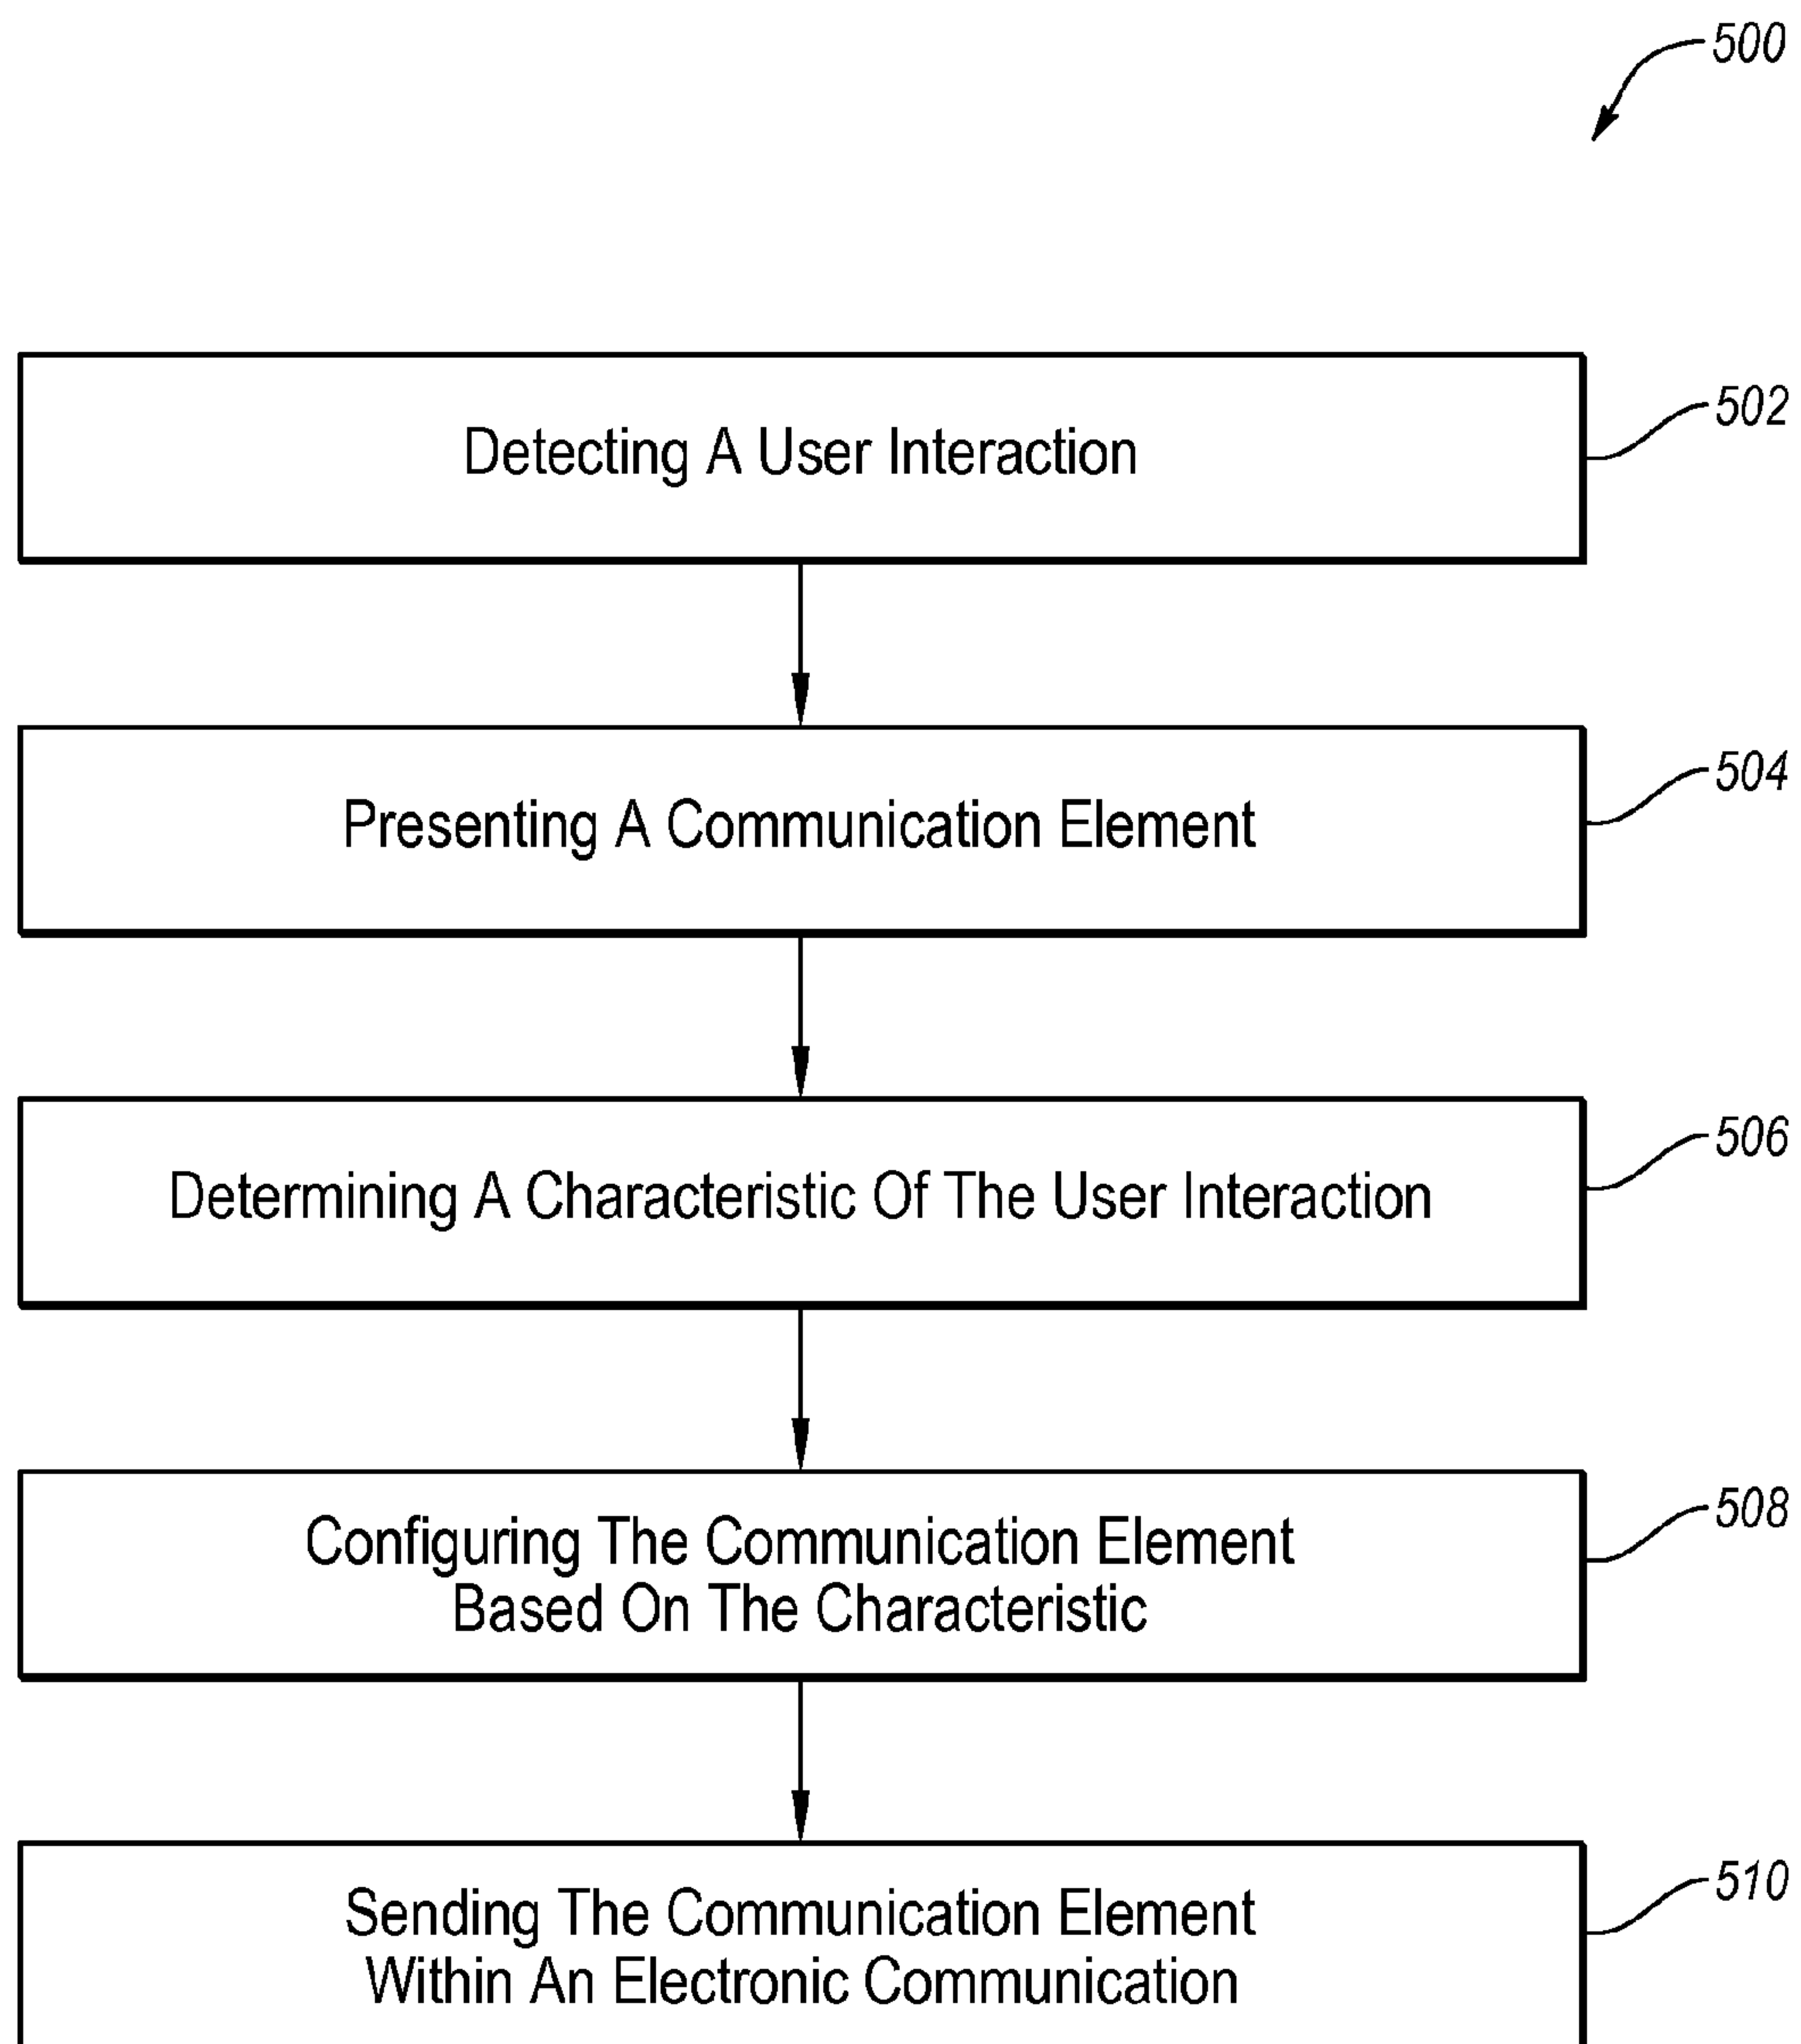 500
Detecting A User Interaction
502
Presenting A Communication Element
504
Determining A Characteristic Of The User Interaction
506
Configuring The Communication Element
Based On The Characteristic
508
Sending The Communication Element
Within An Electronic Communication
510